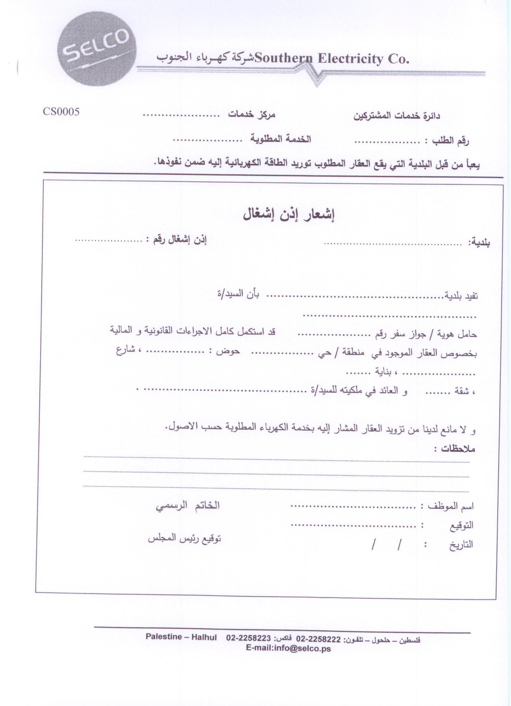 SELCO
شركة كهرباء الجنوب Southern Electricity Co.
CS0005
دائرة خدمات المشتركين مركز خدمات ......................
رقم الطلب : .................. الخدمة المطلوبة ...................
يعبأ من قبل البلدية التي يقع العقار المطلوب توريد الطاقة الكهربائية إليه ضمن نفوذها.
إشعار إذن إشغال
بلدية: .......................................... إذن إشغال رقم : .....................
تفيد بلدية................................................ بأن السيد/ة
................................................
حامل هوية / جواز سفر رقم .................... قد استكمل كامل الاجراءات القانونية و المالية
بخصوص العقار الموجود في منطقة / حي ................. حوض : ................ ، شارع
.................... ، بناية .......
، شقة ....... و العائد في ملكيته للسيد/ة ............................................ .
و لا مانع لدينا من تزويد العقار المشار إليه بخدمة الكهرباء المطلوبة حسب الاصول.
ملاحظات :
اسم الموظف : .................................. الخاتم الرسمي
التوقيع : ..................................
التاريخ : / / توقيع رئيس المجلس
فلسطين – حلحول – تلفون: 2258222-02 فاكس: 2258223-02 Palestine – Halhul
E-mail:info@selco.ps